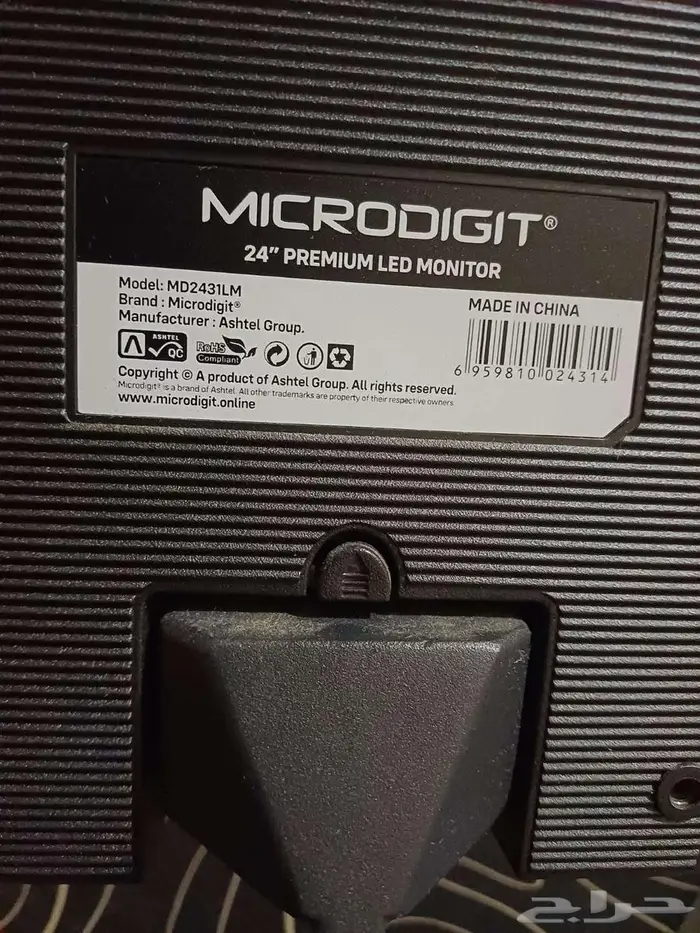 MICRODIGIT®
24" PREMIUM LED MONITOR
Model: MD2431LM
Brand : Microdigit®
Manufacturer : Ashtel Group.
MADE IN CHINA
ASHTEL
QC
RoHS
Compliant
6 959810 024314
Copyright © A product of Ashtel Group. All rights reserved.
Microdigit® is a brand of Ashtel. All other trademarks are property of their respective owners.
www.microdigit.online
حراج